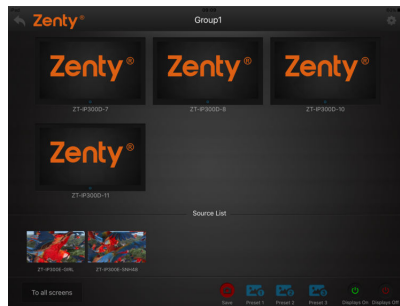 Zenty®
Group1
Zenty®
Zenty®
Zenty®
ZT-IP300D-7
ZT-IP300D-8
ZT-IP300D-10
Zenty®
ZT-IP300D-11
Source List
To all screens
Save
Preset 1
Preset 2
Preset 3
Displays On
Displays Off